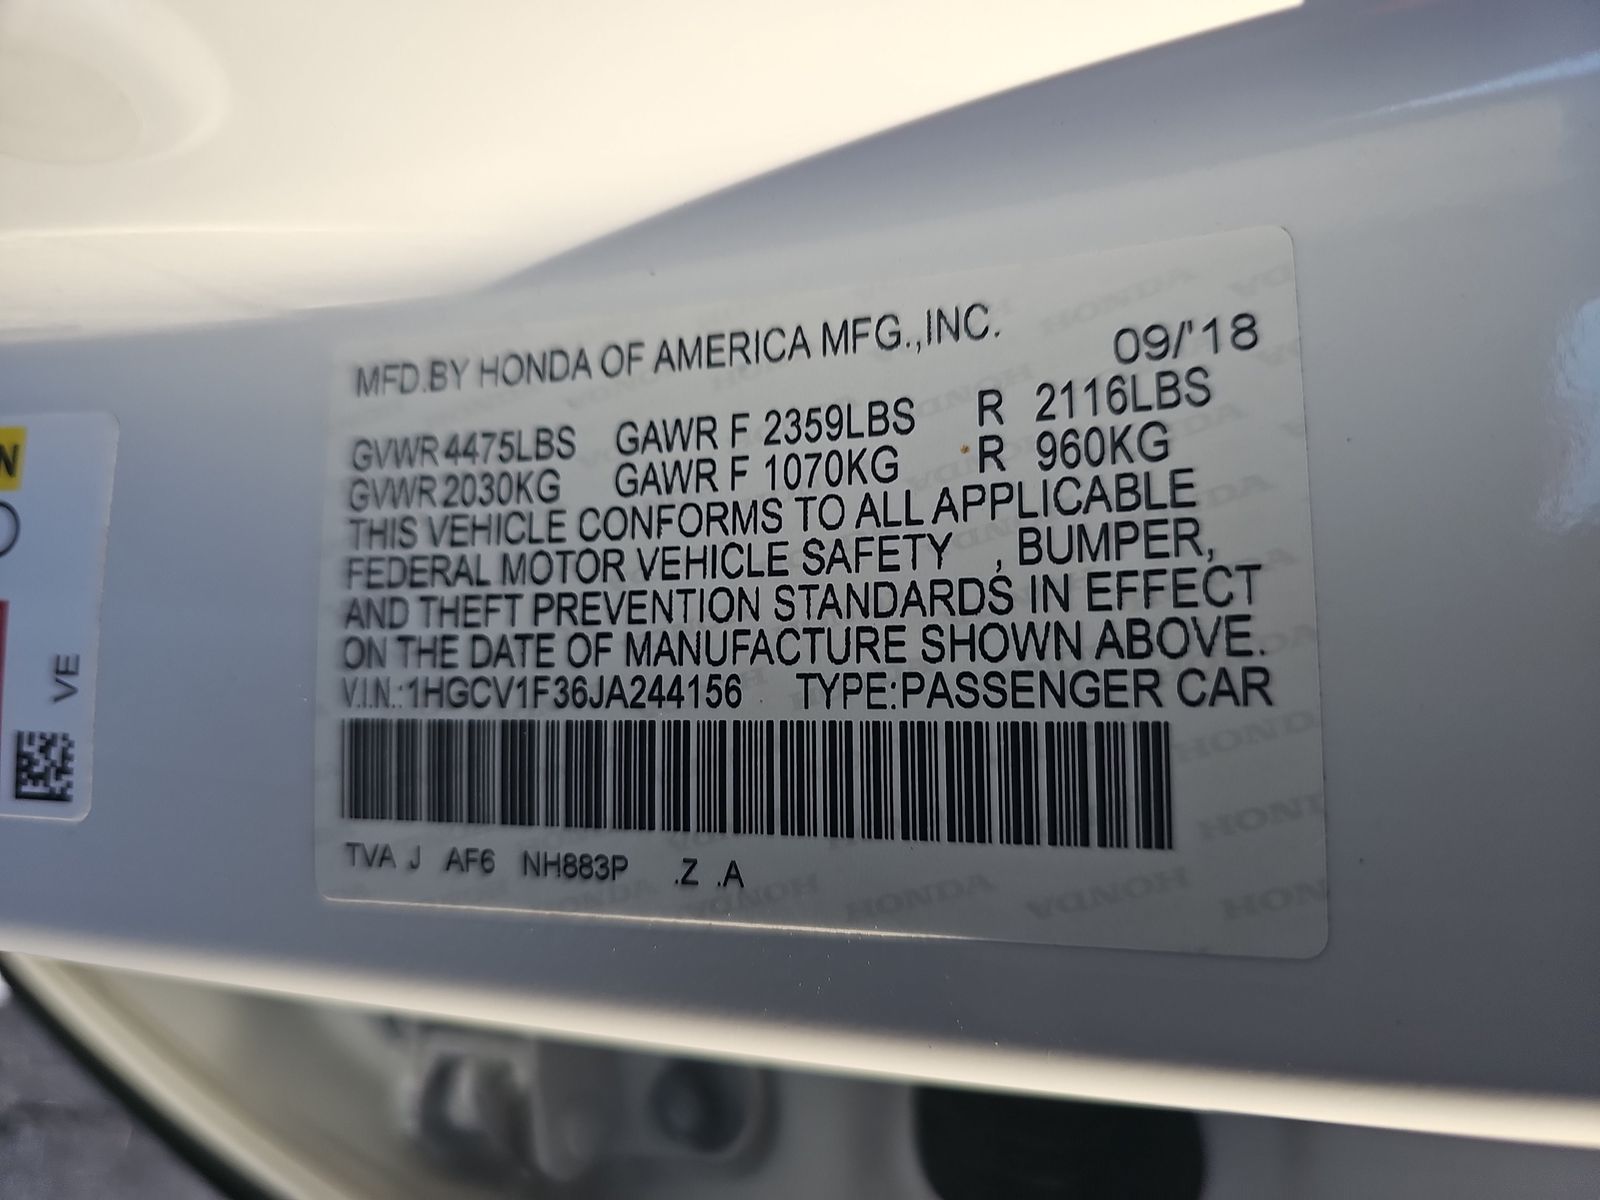 MFD.BY HONDA OF AMERICA MFG.,INC. 09/'18
GVWR 4475LBS GAWR F 2359LBS R 2116LBS
GVWR 2030KG GAWR F 1070KG R 960KG
THIS VEHICLE CONFORMS TO ALL APPLICABLE
FEDERAL MOTOR VEHICLE SAFETY , BUMPER,
AND THEFT PREVENTION STANDARDS IN EFFECT
ON THE DATE OF MANUFACTURE SHOWN ABOVE.
V.I.N.:1HGCV1F36JA244156 TYPE:PASSENGER CAR
TVA J AF6 NH883P .Z .A
N
VE